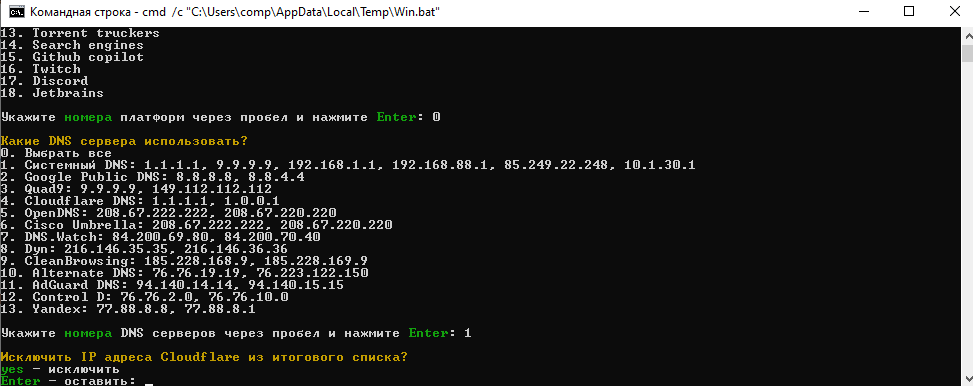 Командная строка - cmd /c "C:\Users\comp\AppData\Local\Temp\Win.bat"
13. Torrent truckers
14. Search engines
15. Github copilot
16. Twitch
17. Discord
18. Jetbrains
Укажите номера платформ через пробел и нажмите Enter: 0
Какие DNS сервера использовать?
0. Выбрать все
1. Системный DNS: 1.1.1.1, 9.9.9.9, 192.168.1.1, 192.168.88.1, 85.249.22.248, 10.1.30.1
2. Google Public DNS: 8.8.8.8, 8.8.4.4
3. Quad9: 9.9.9.9, 149.112.112.112
4. Cloudflare DNS: 1.1.1.1, 1.0.0.1
5. OpenDNS: 208.67.222.222, 208.67.220.220
6. Cisco Umbrella: 208.67.222.222, 208.67.220.220
7. DNS.Watch: 84.200.69.80, 84.200.70.40
8. Dyn: 216.146.35.35, 216.146.36.36
9. CleanBrowsing: 185.228.168.9, 185.228.169.9
10. Alternate DNS: 76.76.19.19, 76.223.122.150
11. AdGuard DNS: 94.140.14.14, 94.140.15.15
12. Control D: 76.76.2.0, 76.76.10.0
13. Yandex: 77.88.8.8, 77.88.8.1
Укажите номера DNS серверов через пробел и нажмите Enter: 1
Исключить IP адреса Cloudflare из итогового списка?
yes - исключить
Enter - оставить: _